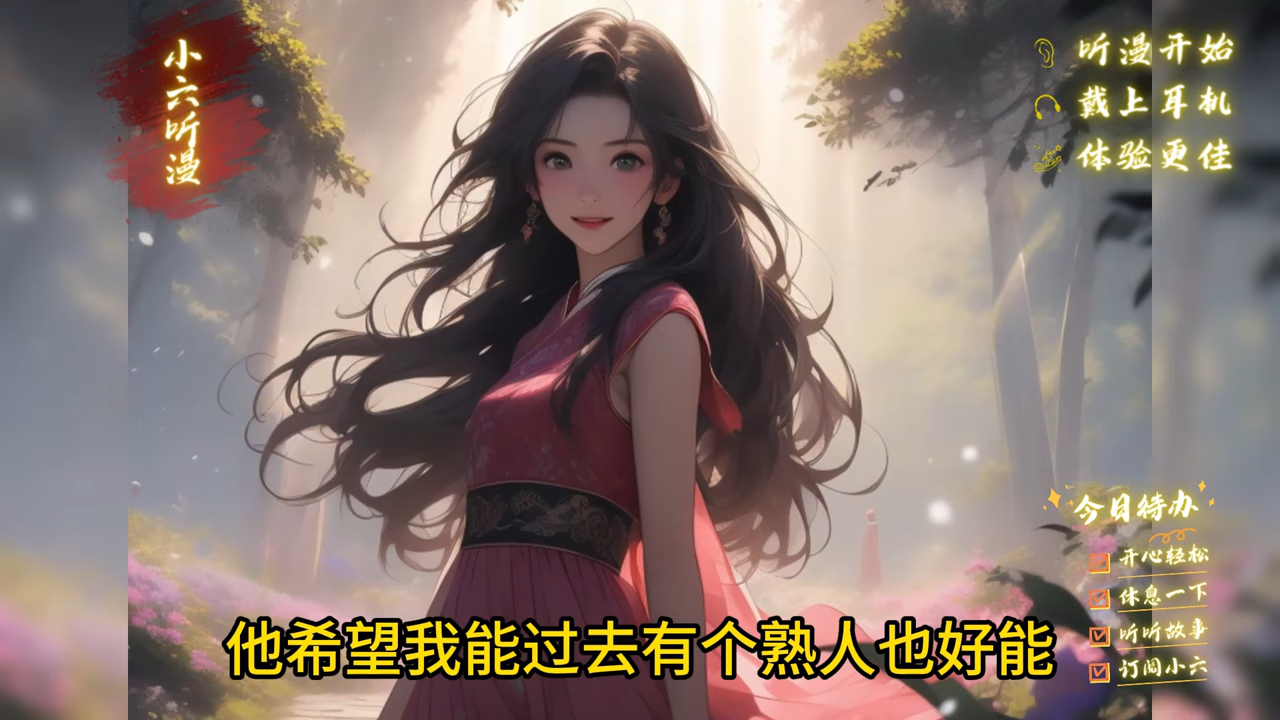 小六听漫
听漫开始
戴上耳机
体验更佳
今日待办
开心轻松
休息一下
听听故事
订阅小六
他希望我能过去有个熟人也好能